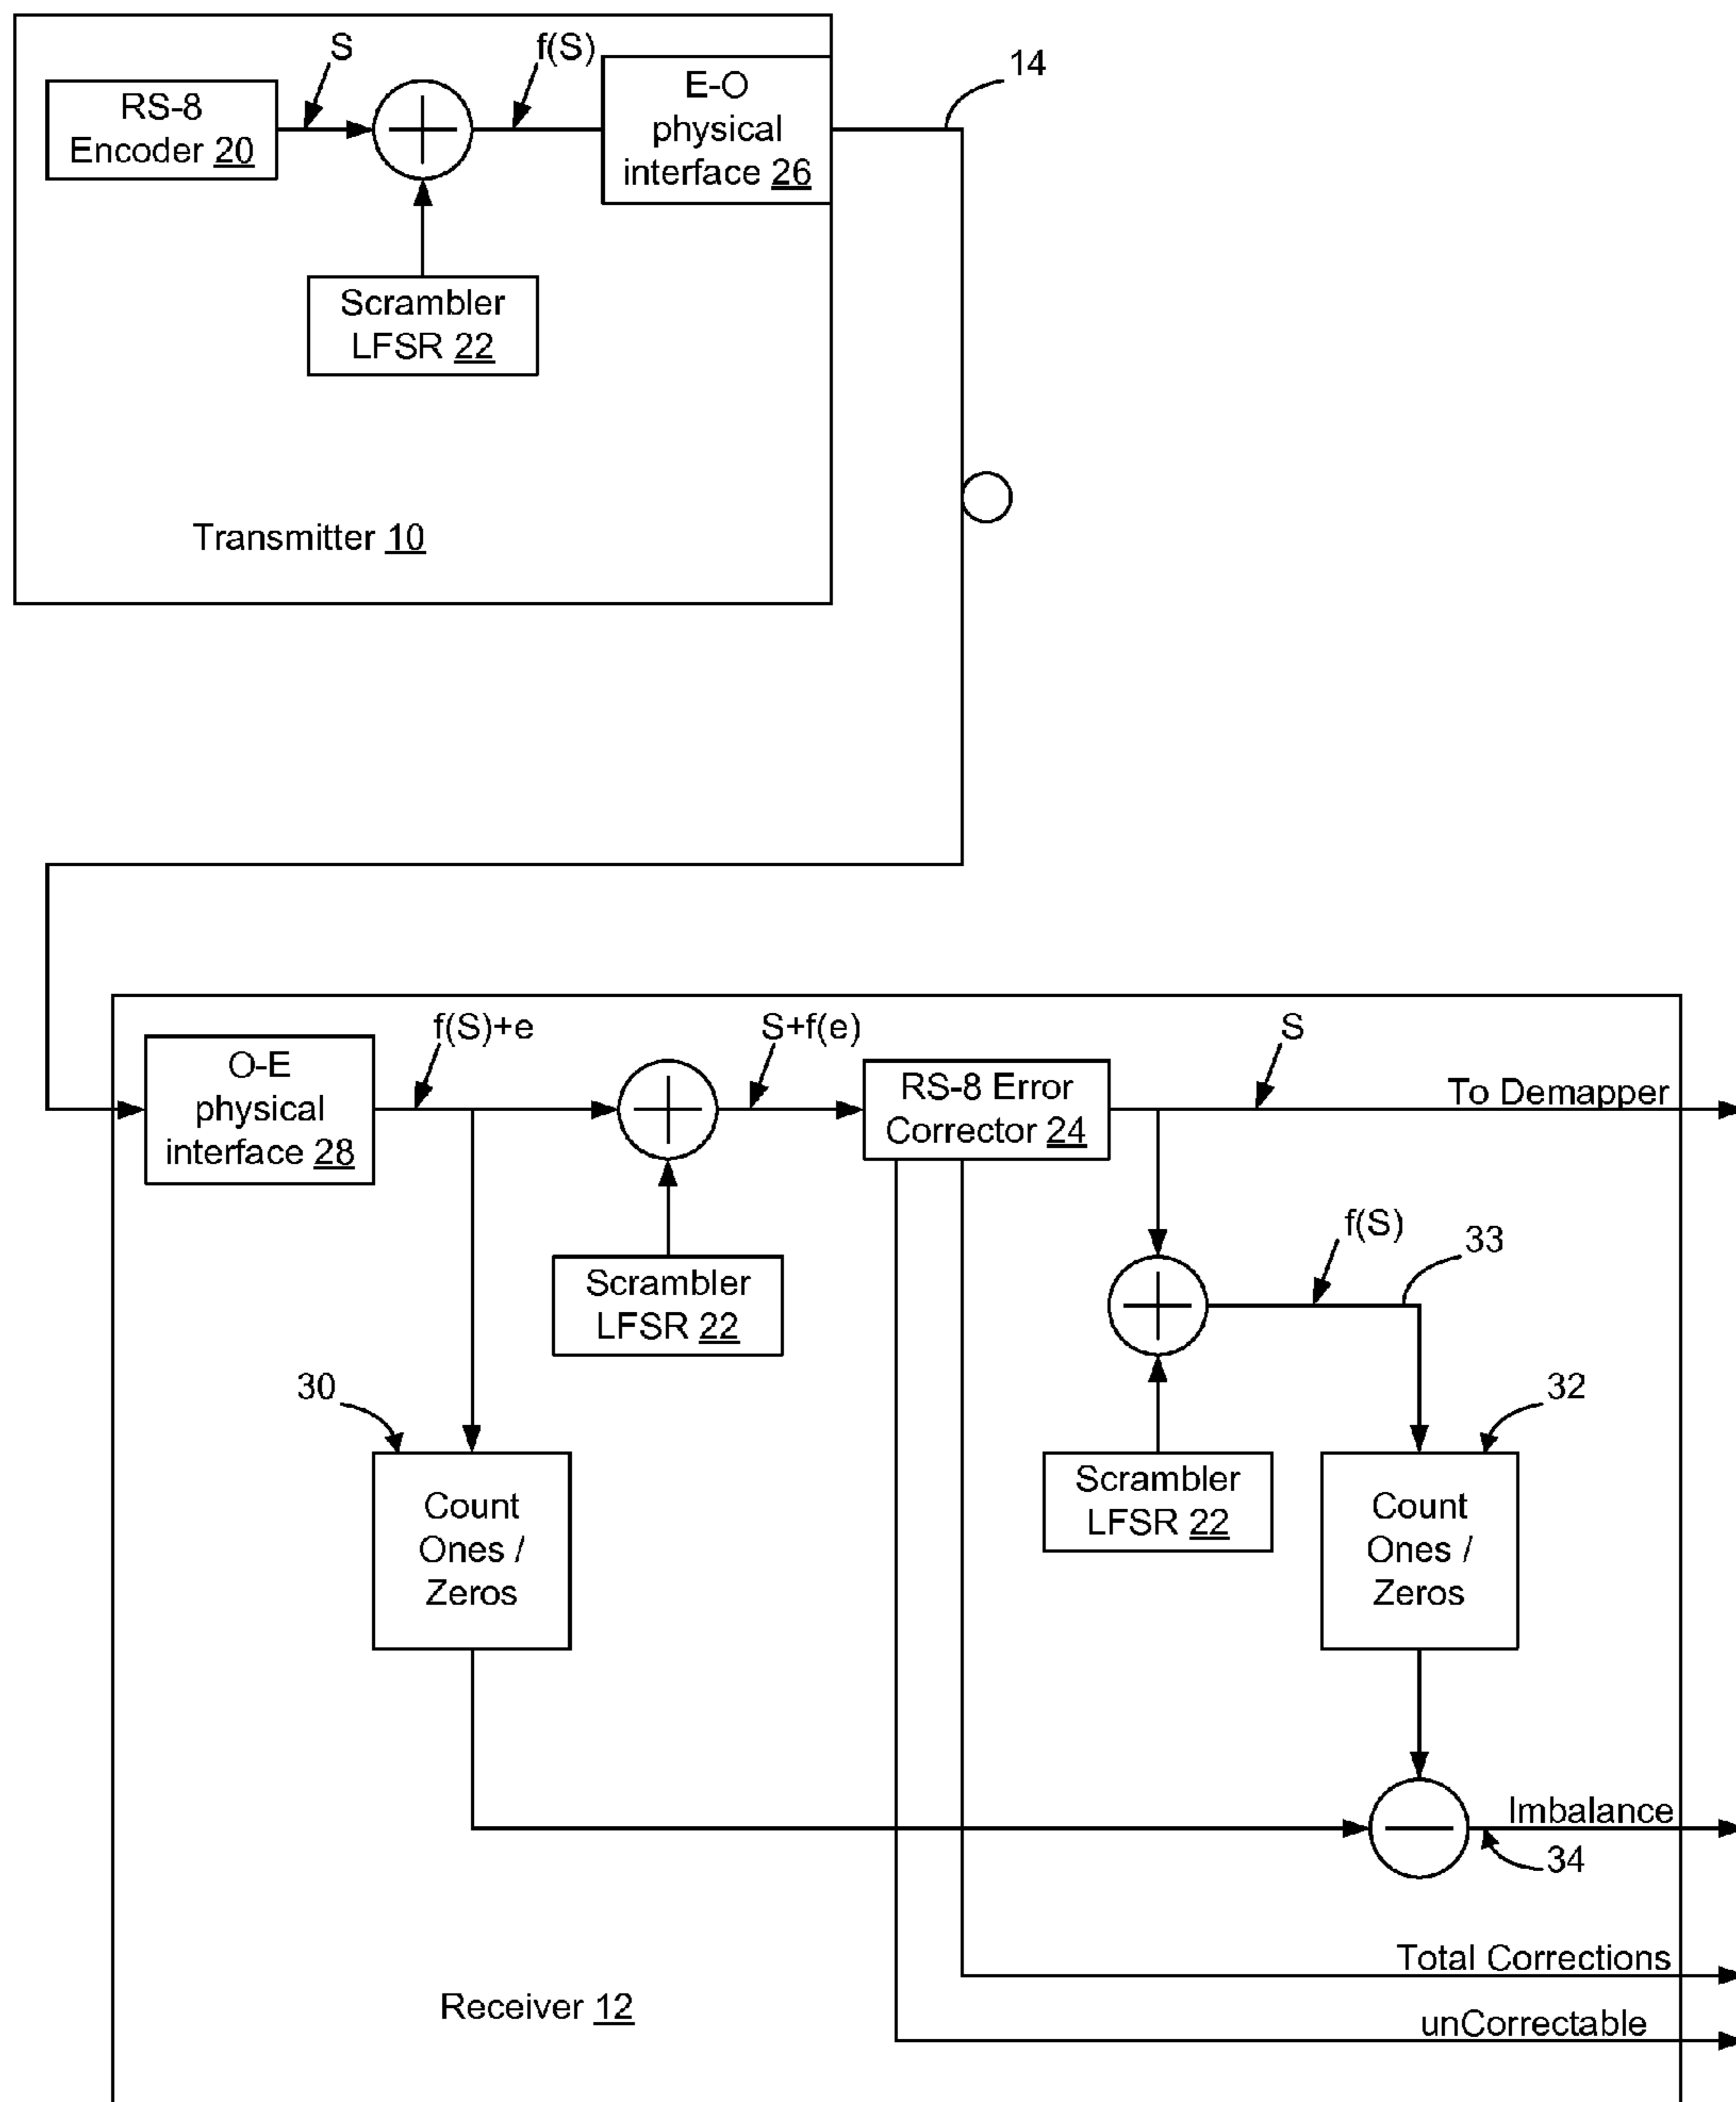 S
f(S)
14
RS-8
Encoder 20
E-O
physical
interface 26
Scrambler
LFSR 22
Transmitter 10
f(S)+e
S+f(e)
S
O-E
physical
interface 28
RS-8 Error
Corrector 24
To Demapper
f(S)
33
Scrambler
LFSR 22
30
32
Scrambler
LFSR 22
Count
Ones /
Zeros
Count
Ones /
Zeros
Imbalance
34
Total Corrections
Receiver 12
unCorrectable